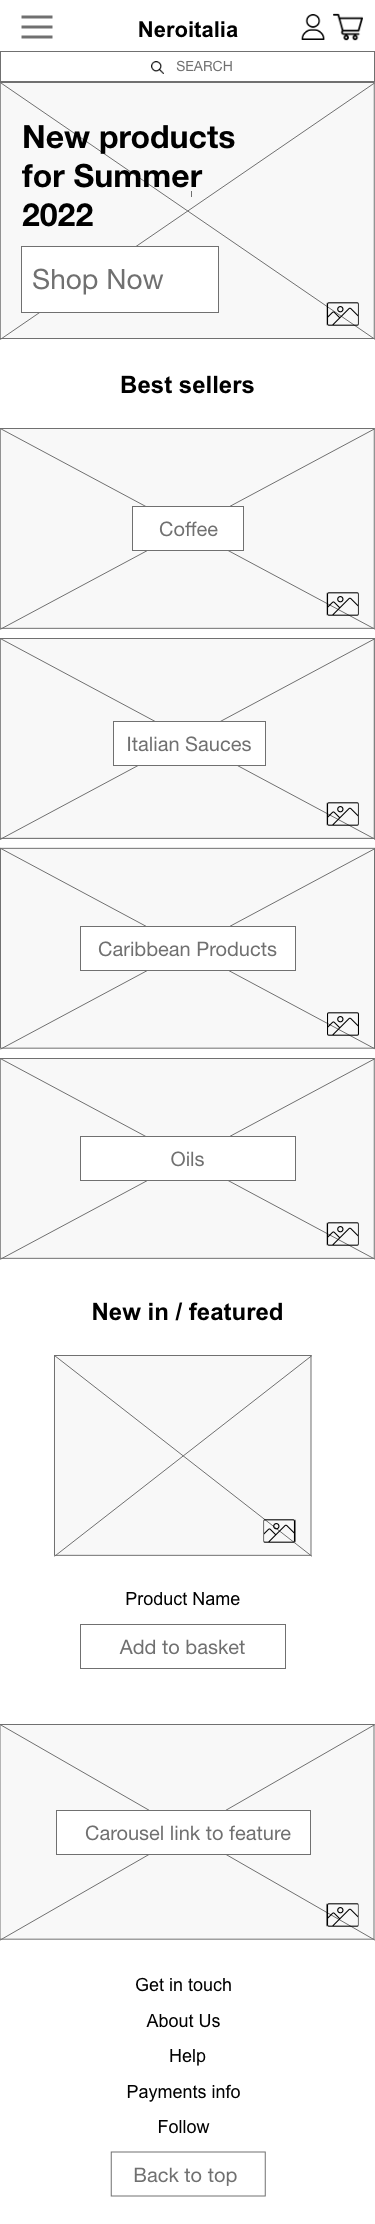 Neroitalia
SEARCH
New products
for Summer
2022
Shop Now
Best sellers
Coffee
Italian Sauces
Caribbean Products
Oils
New in / featured
Product Name
Add to basket
Carousel link to feature
Get in touch
About Us
Help
Payments info
Follow
Back to top